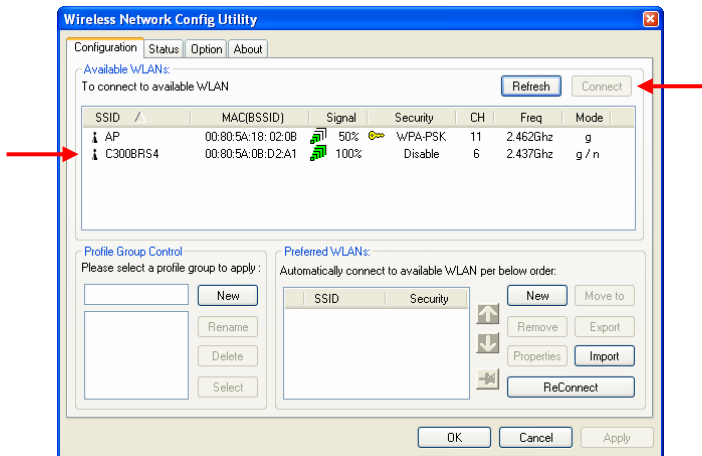 Wireless Network Config Utility
Configuration Status Option About
Available WLANs:
To connect to available WLAN Refresh Connect
SSID MAC(BSSID) Signal Security CH Freq Mode
AP 00:80:5A:18:02:0B 50% WPA-PSK 11 2.462Ghz g
C300BRS4 00:80:5A:0B:D2:A1 100% Disable 6 2.437Ghz g / n
Profile Group Control
Please select a profile group to apply :
New
Rename
Delete
Select
Preferred WLANs:
Automatically connect to available WLAN per below order:
SSID Security
New Move to
Remove Export
Properties Import
ReConnect
OK Cancel Apply